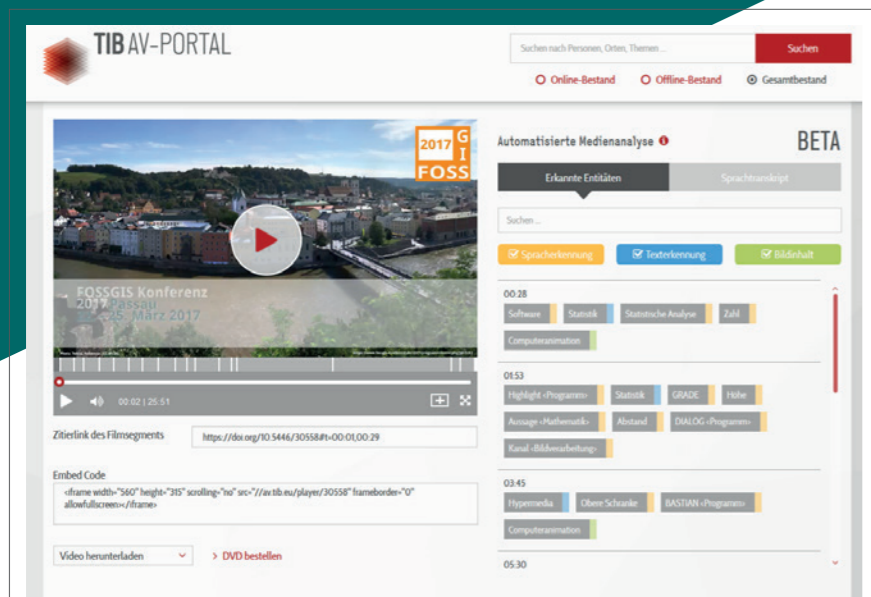 TIB AV-PORTAL
Suchen nach Personen, Orten, Themen ...
Suchen
Online-Bestand
Offline-Bestand
Gesamtbestand
2017 G
I
FOSS
FOSSGIS Konferenz
2017 Passau
25. März 2017
00:02 | 25:51
Zitierlink des Filmsegments
https://doi.org/10.5446/30558#t=00:01,00:29
Embed Code
<iframe width="560" height="315" scrolling="no" src="//av.tib.eu/player/30558" frameborder="0"
allowfullscreen></iframe>
Video herunterladen
> DVD bestellen
Automatisierte Medienanalyse
BETA
Erkannte Entitäten
Sprachtranskript
Suchen ...
Spracherkennung
Texterkennung
Bildinhalt
00:28
Software
Statistik
Statistische Analyse
Zahl
Computeranimation
01:53
Highlight <Programm>
Statistik
GRADE
Höhe
Aussage <Mathematik>
Abstand
DIALOG <Programm>
Kanal <Bildverarbeitung>
03:45
Hypermedia
Obere Schranke
BASTIAN <Programm>
Computeranimation
05:30